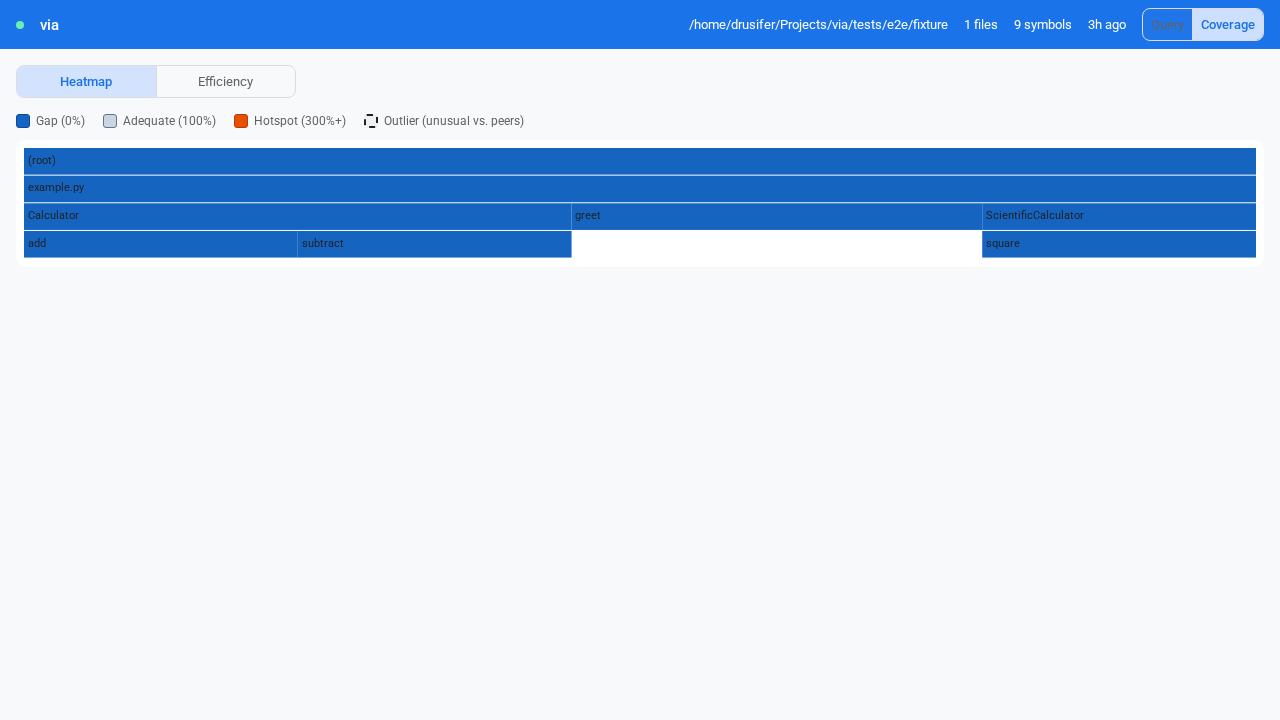 via /home/drusifer/Projects/via/tests/e2e/fixture 1 files 9 symbols 3h ago Query Coverage
Heatmap Efficiency
Gap (0%) Adequate (100%) Hotspot (300%+) Outlier (unusual vs. peers)
(root)
example.py
Calculator greet ScientificCalculator
add subtract square